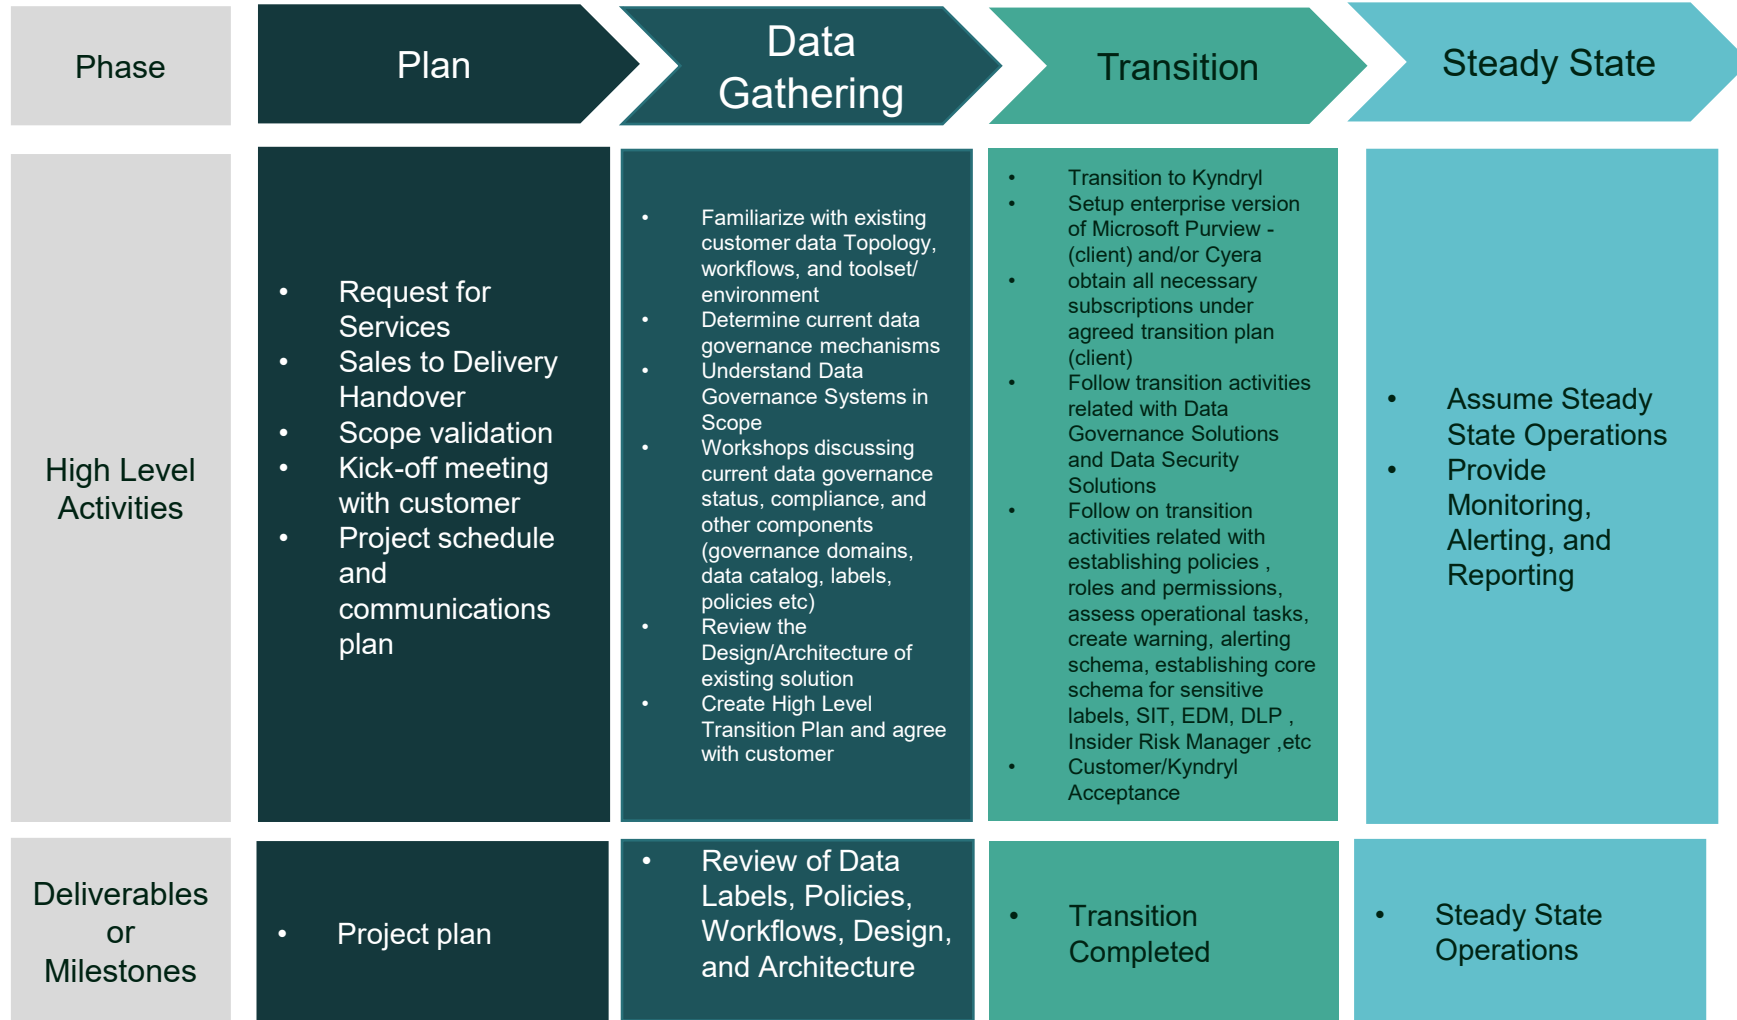 Phase
Plan
Data
Gathering
Transition
Steady State
High Level
Activities
• Request for
Services
• Sales to Delivery
Handover
• Scope validation
• Kick-off meeting
with customer
• Project schedule
and
communications
plan
• Familiarize with existing
customer data Topology,
workflows, and toolset/
environment
• Determine current data
governance mechanisms
• Understand Data
Governance Systems in
Scope
• Workshops discussing
current data governance
status, compliance, and
other components
(governance domains,
data catalog, labels,
policies etc)
• Review the
Design/Architecture of
existing solution
• Create High Level
Transition Plan and agree
with customer
• Transition to Kyndryl
• Setup enterprise version
of Microsoft Purview -
(client) and/or Cyera
• obtain all necessary
subscriptions under
agreed transition plan
(client)
• Follow transition activities
related with Data
Governance Solutions
and Data Security
Solutions
• Follow on transition
activities related with
establishing policies ,
roles and permissions,
assess operational tasks,
create warning, alerting
schema, establishing core
schema for sensitive
labels, SIT, EDM, DLP ,
Insider Risk Manager ,etc
• Customer/Kyndryl
Acceptance
• Assume Steady
State Operations
• Provide
Monitoring,
Alerting, and
Reporting
Deliverables
or
Milestones
• Project plan
• Review of Data
Labels, Policies,
Workflows, Design,
and Architecture
• Transition
Completed
• Steady State
Operations